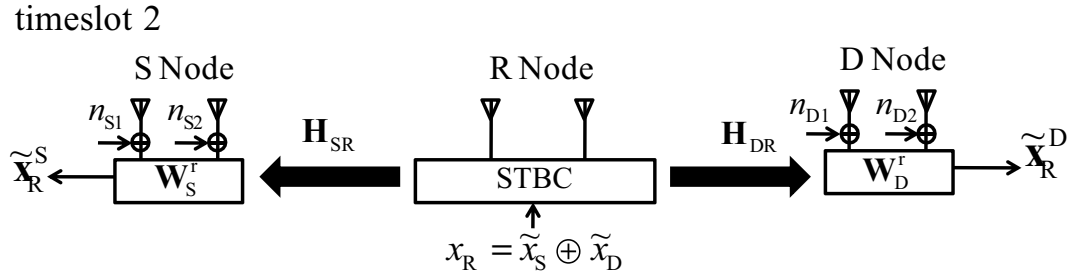 timeslot 2
S Node
R Node
D Node
n_S1
n_S2
H_SR
H_DR
n_D1
n_D2
x̃_R^S
W_S^r
STBC
W_D^r
x̃_R^D
x_R = x̃_S ⊕ x̃_D